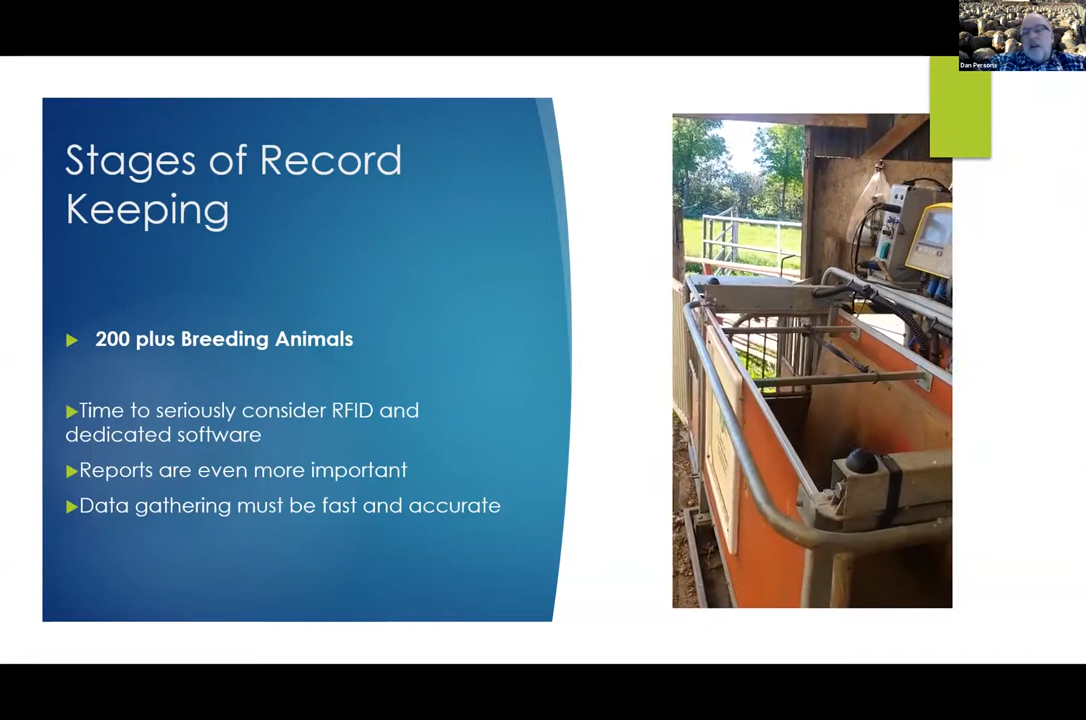 Dan Persons
Stages of Record
Keeping
200 plus Breeding Animals
Time to seriously consider RFID and
dedicated software
Reports are even more important
Data gathering must be fast and accurate